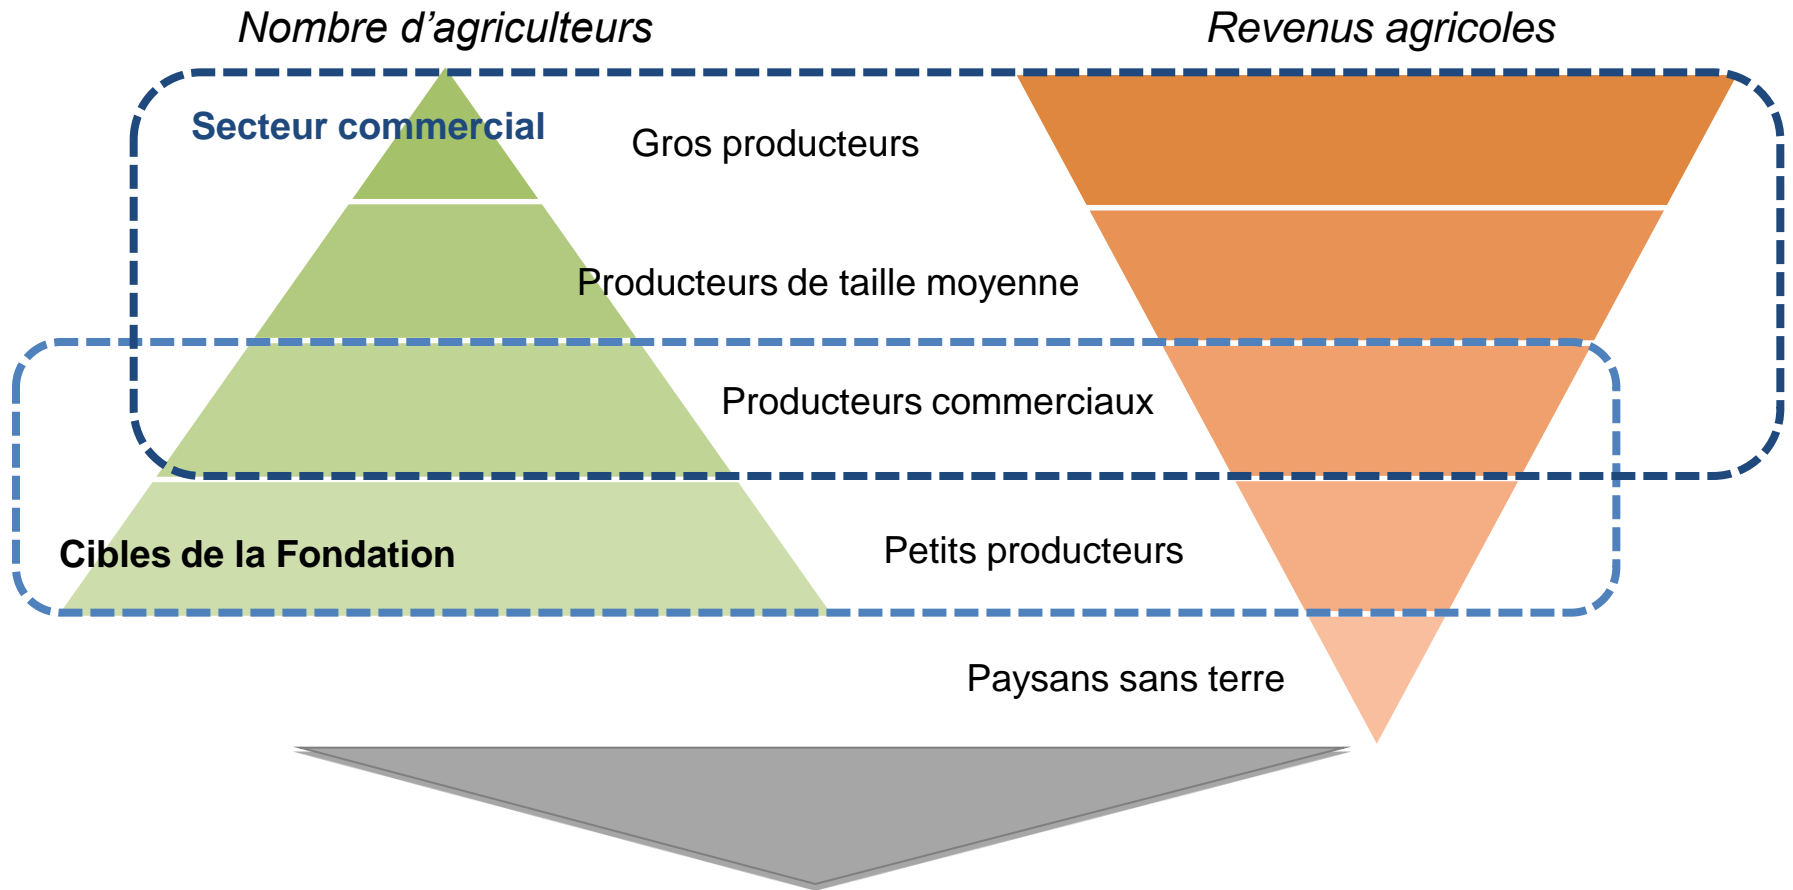 Nombre d’agriculteurs
Revenus agricoles
Secteur commercial
Gros producteurs
Producteurs de taille moyenne
Producteurs commerciaux
Cibles de la Fondation
Petits producteurs
Paysans sans terre